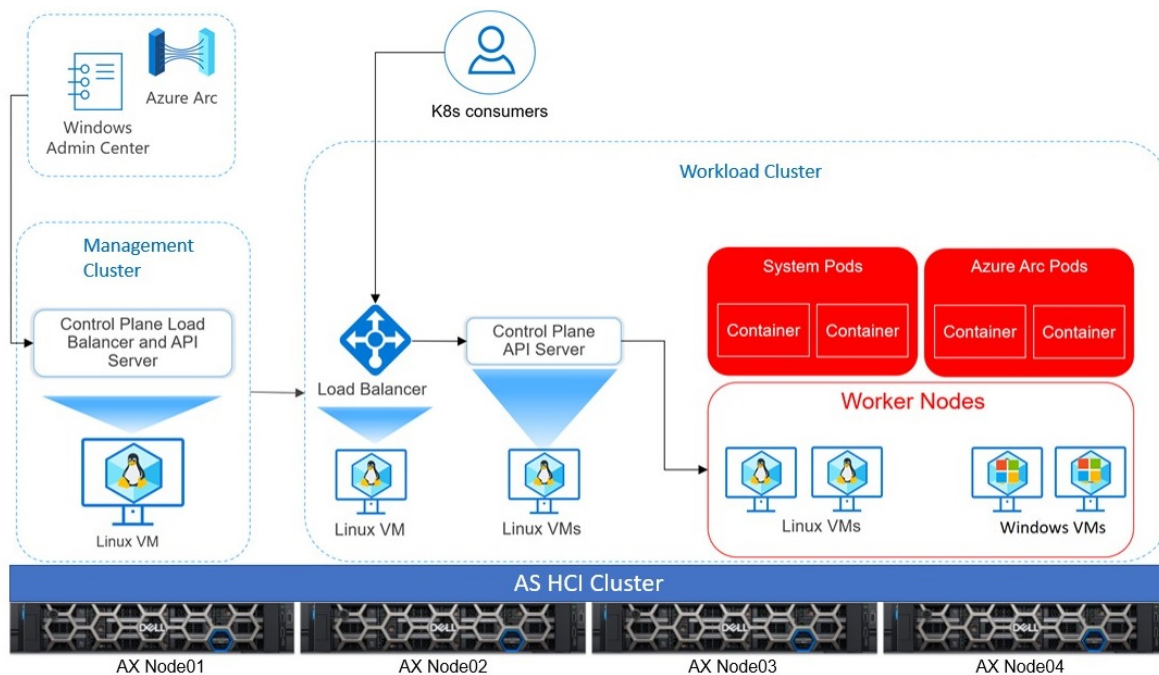 Azure Arc
Windows
Admin Center
K8s consumers
Workload Cluster
Management
Cluster
Control Plane Load
Balancer and API
Server
Linux VM
Load Balancer
Linux VM
Control Plane
API Server
Linux VMs
System Pods
Container
Container
Azure Arc Pods
Container
Container
Worker Nodes
Linux VMs
Windows VMs
AS HCI Cluster
DELL
DELL
DELL
DELL
AX Node01
AX Node02
AX Node03
AX Node04